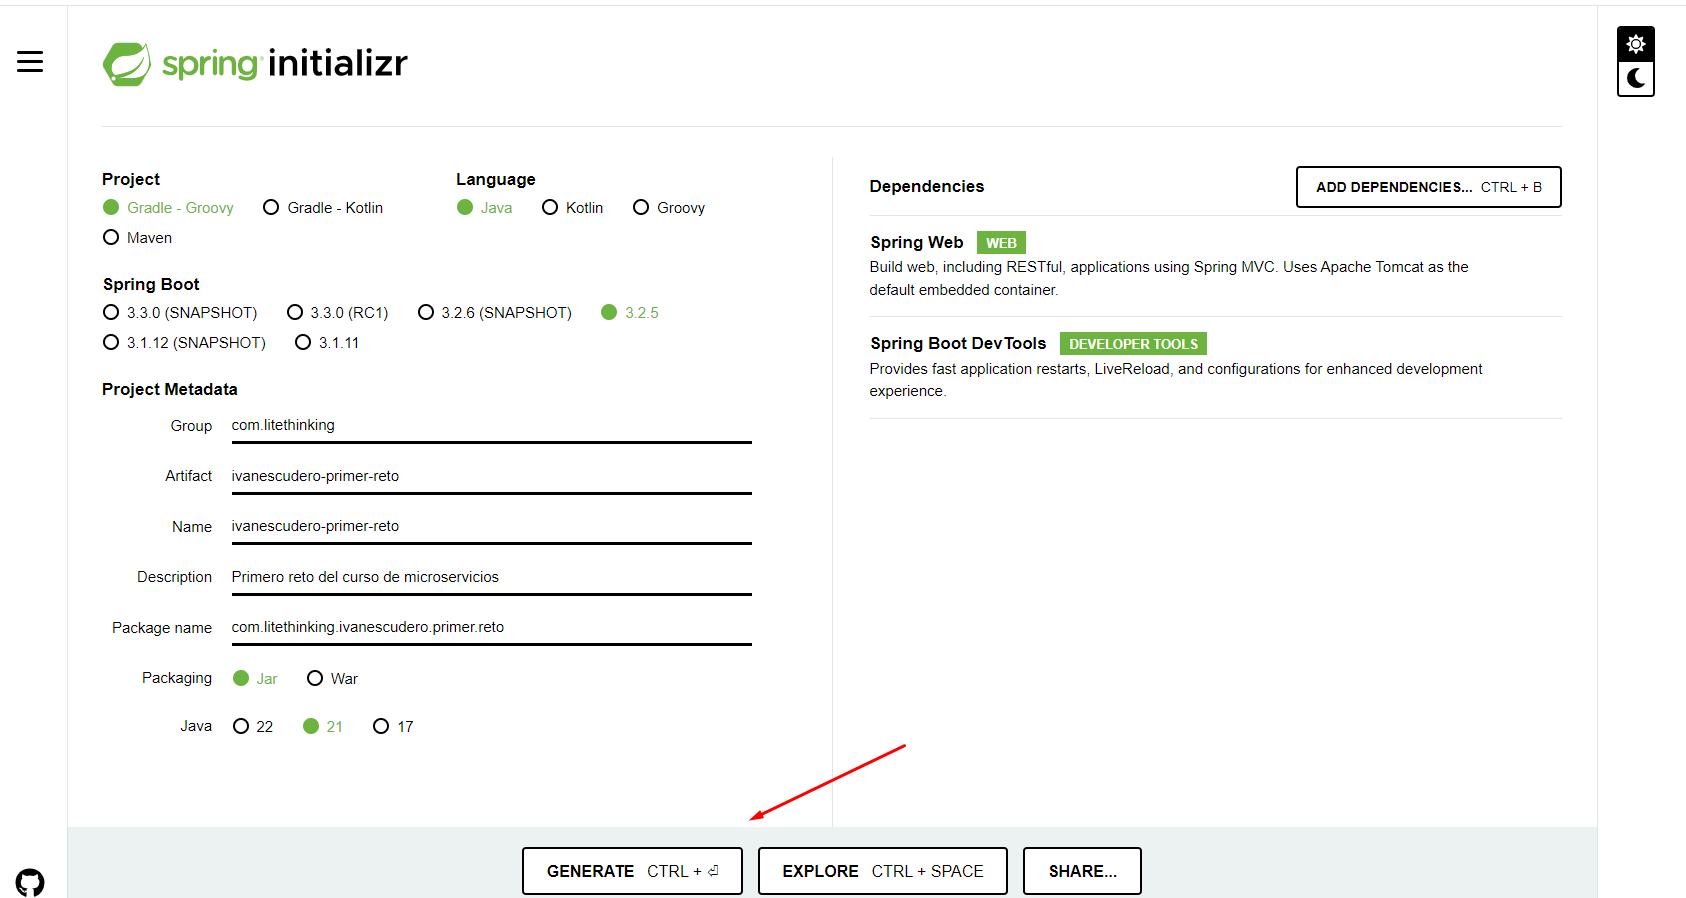 spring initializr
Project
Gradle - Groovy Gradle - Kotlin
Maven
Language
Java Kotlin Groovy
Spring Boot
3.3.0 (SNAPSHOT) 3.3.0 (RC1) 3.2.6 (SNAPSHOT) 3.2.5
3.1.12 (SNAPSHOT) 3.1.11
Project Metadata
Group com.litethinking
Artifact ivanescudero-primer-reto
Name ivanescudero-primer-reto
Description Primero reto del curso de microservicios
Package name com.litethinking.ivanescudero.primer.reto
Packaging Jar War
Java 22 21 17
Dependencies ADD DEPENDENCIES... CTRL + B
Spring Web WEB
Build web, including RESTful, applications using Spring MVC. Uses Apache Tomcat as the
default embedded container.
Spring Boot DevTools DEVELOPER TOOLS
Provides fast application restarts, LiveReload, and configurations for enhanced development
experience.
GENERATE CTRL + ⏎ EXPLORE CTRL + SPACE SHARE...